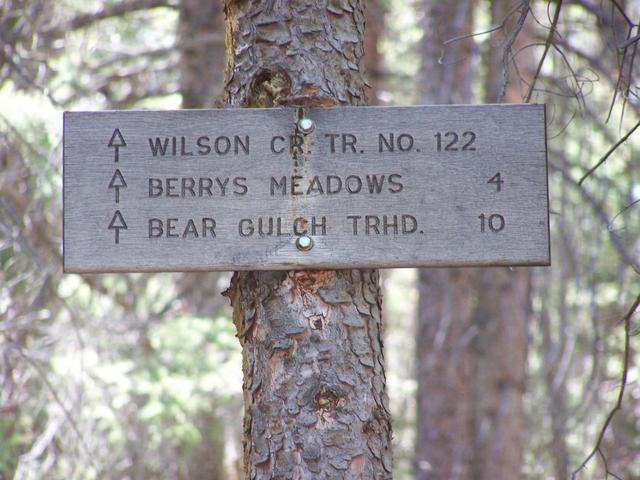 WILSON CR. TR. NO. 122
BERRYS MEADOWS 4
BEAR GULCH TRHD. 10